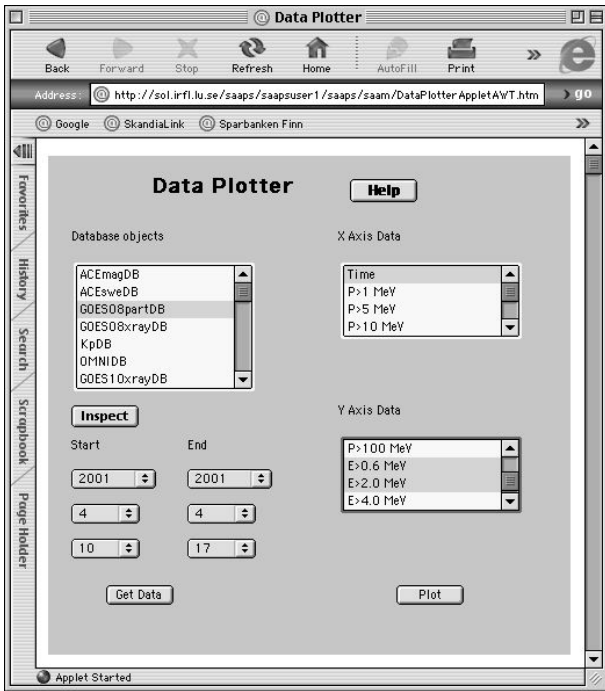 Data Plotter
Back Forward Stop Refresh Home AutoFill Print »
Address: http://sol.irfl.lu.se/saaps/saapsuser1/saaps/saam/DataPlotterAppletAWT.htm go
Google SkandiaLink Sparbanken Finn »
Favorites
History
Search
Scrapbook
Page Holder
Data Plotter Help
Database objects
ACEmagDB
ACEsweDB
GOES08partDB
GOES08xrayDB
KpDB
OMNIDB
GOES10xrayDB
X Axis Data
Time
P>1 MeV
P>5 MeV
P>10 MeV
Inspect
Start End
2001 2001
4 4
10 17
Get Data
Y Axis Data
P>100 MeV
E>0.6 MeV
E>2.0 MeV
E>4.0 MeV
Plot
Applet Started